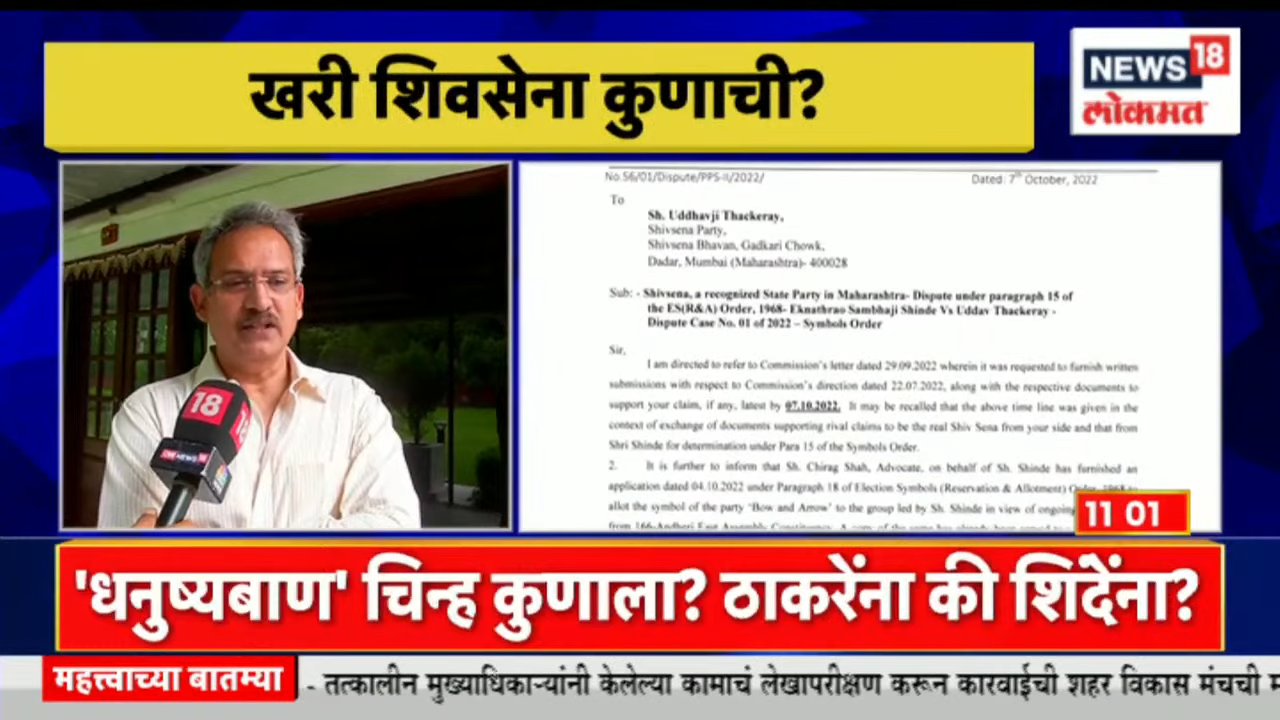 खरी शिवसेना कुणाची?
NEWS 18
लोकमत
18
No.56/01/Dispute/PPS-II/2022/
Dated: 7th October, 2022
To
Sh. Uddhavji Thackeray,
Shivsena Party,
Shivsena Bhavan, Gadkari Chowk,
Dadar, Mumbai (Maharashtra)- 400028
Sub: - Shivsena, a recognized State Party in Maharashtra- Dispute under paragraph 15 of
the ES(R&A) Order, 1968- Eknathrao Sambhaji Shinde Vs Uddav Thackeray -
Dispute Case No. 01 of 2022 – Symbols Order
Sir,
I am directed to refer to Commission's letter dated 29.09.2022 wherein it was requested to furnish written
submissions with respect to Commission's direction dated 22.07.2022, along with the respective documents to
support your claim, if any, latest by 07.10.2022. It may be recalled that the above time line was given in the
context of exchange of documents supporting rival claims to be the real Shiv Sena from your side and that from
Shri Shinde for determination under Para 15 of the Symbols Order.
2. It is further to inform that Sh. Chirag Shah, Advocate, on behalf of Sh. Shinde has furnished an
application dated 04.10.2022 under Paragraph 18 of Election Symbols (Reservation & Allotment) Order, 1968 to
allot the symbol of the party "Bow and Arrow" to the group led by Sh. Shinde in view of ongoing
from 166-Andheri East Assembly Constituency.
11 01
'धनुष्यबाण' चिन्ह कुणाला? ठाकरेंना की शिंदेंना?
महत्त्वाच्या बातम्या
- तत्कालीन मुख्याधिकाऱ्यांनी केलेल्या कामाचं लेखापरीक्षण करून कारवाईची शहर विकास मंचची